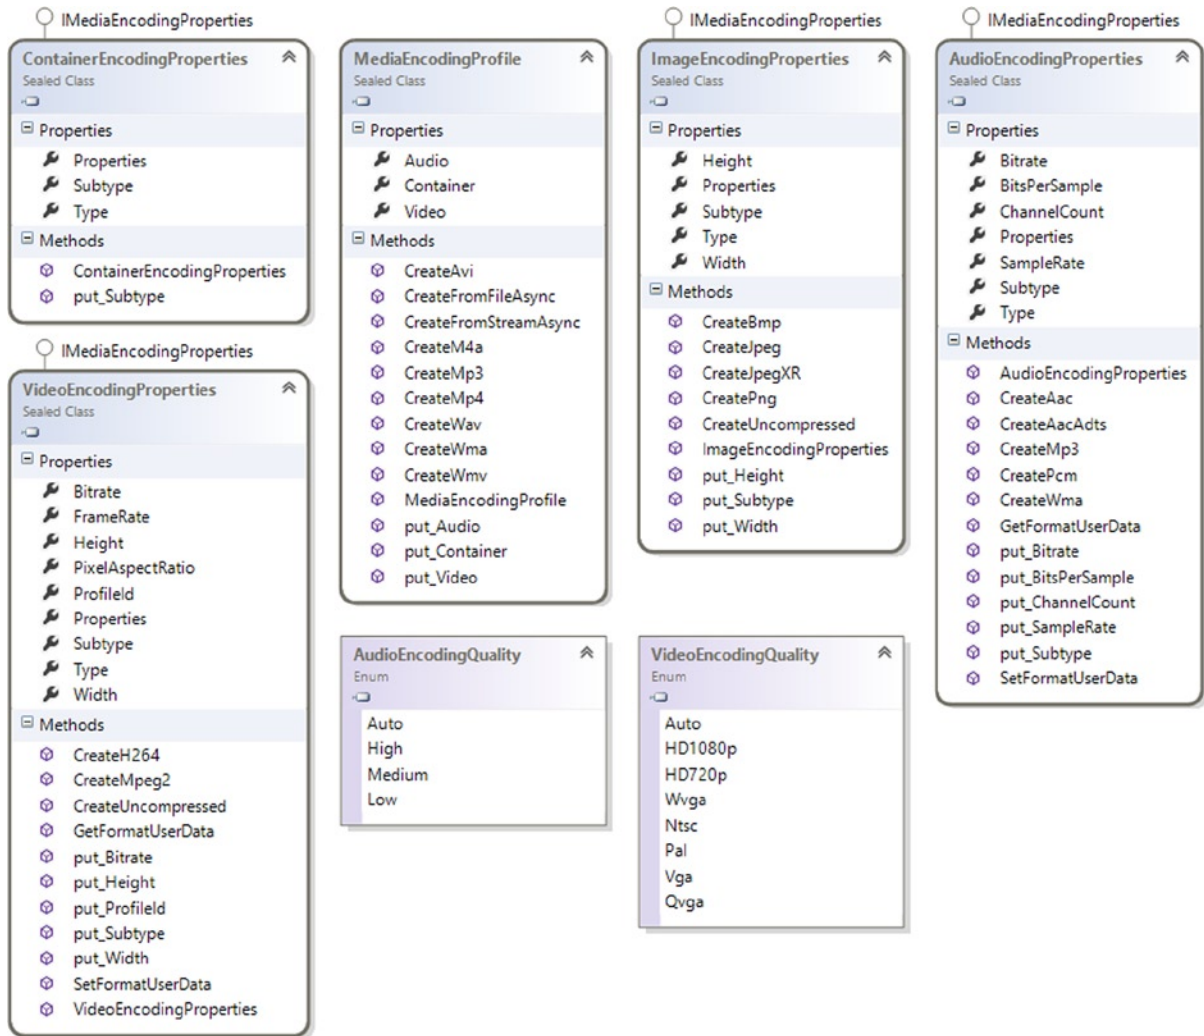 IMediaEncodingProperties
ContainerEncodingProperties
Sealed Class
Properties
Properties
Subtype
Type
Methods
ContainerEncodingProperties
put_Subtype
IMediaEncodingProperties
VideoEncodingProperties
Sealed Class
Properties
Bitrate
FrameRate
Height
PixelAspectRatio
ProfileId
Properties
Subtype
Type
Width
Methods
CreateH264
CreateMpeg2
CreateUncompressed
GetFormatUserData
put_Bitrate
put_Height
put_ProfileId
put_Subtype
put_Width
SetFormatUserData
VideoEncodingProperties
MediaEncodingProfile
Sealed Class
Properties
Audio
Container
Video
Methods
CreateAvi
CreateFromFileAsync
CreateFromStreamAsync
CreateM4a
CreateMp3
CreateMp4
CreateWav
CreateWma
CreateWmv
MediaEncodingProfile
put_Audio
put_Container
put_Video
AudioEncodingQuality
Enum
Auto
High
Medium
Low
IMediaEncodingProperties
ImageEncodingProperties
Sealed Class
Properties
Height
Properties
Subtype
Type
Width
Methods
CreateBmp
CreateJpeg
CreateJpegXR
CreatePng
CreateUncompressed
ImageEncodingProperties
put_Height
put_Subtype
put_Width
VideoEncodingQuality
Enum
Auto
HD1080p
HD720p
Wvga
Ntsc
Pal
Vga
Qvga
IMediaEncodingProperties
AudioEncodingProperties
Sealed Class
Properties
Bitrate
BitsPerSample
ChannelCount
Properties
SampleRate
Subtype
Type
Methods
AudioEncodingProperties
CreateAac
CreateAacAdts
CreateMp3
CreatePcm
CreateWma
GetFormatUserData
put_Bitrate
put_BitsPerSample
put_ChannelCount
put_SampleRate
put_Subtype
SetFormatUserData